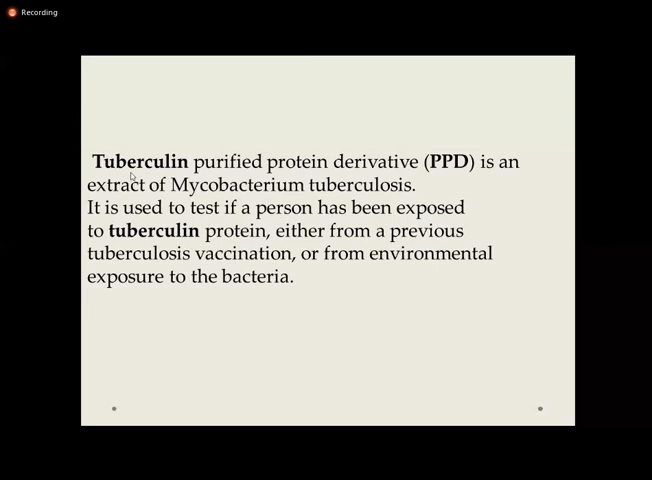 Recording
Tuberculin purified protein derivative (PPD) is an
extract of Mycobacterium tuberculosis.
It is used to test if a person has been exposed
to tuberculin protein, either from a previous
tuberculosis vaccination, or from environmental
exposure to the bacteria.